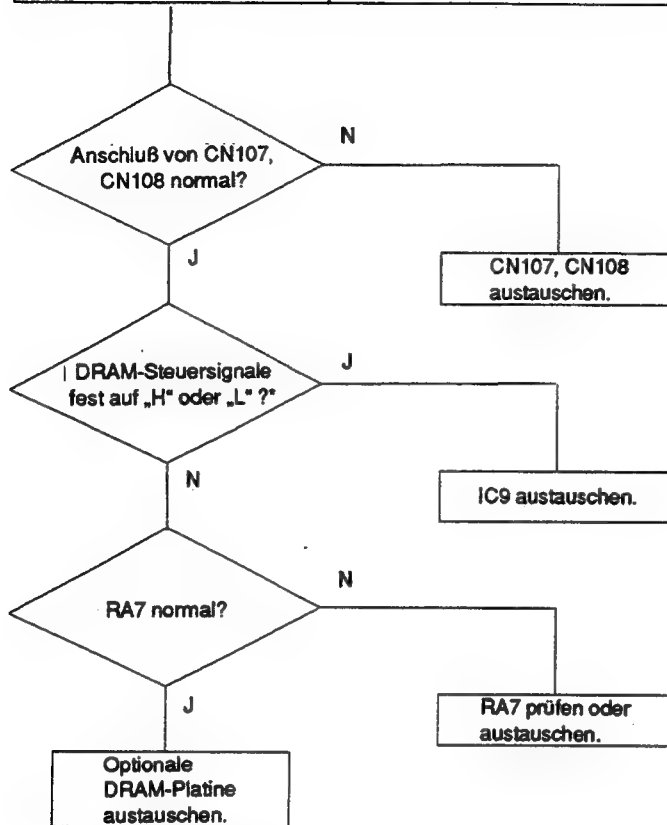 Anschluß von CN107,
CN108 normal?
N
J
CN107, CN108
austauschen.
DRAM-Steuersignale
fest auf „H“ oder „L“ ?*
J
N
IC9 austauschen.
RA7 normal?
N
J
RA7 prüfen oder
austauschen.
Optionale
DRAM-Platine
austauschen.